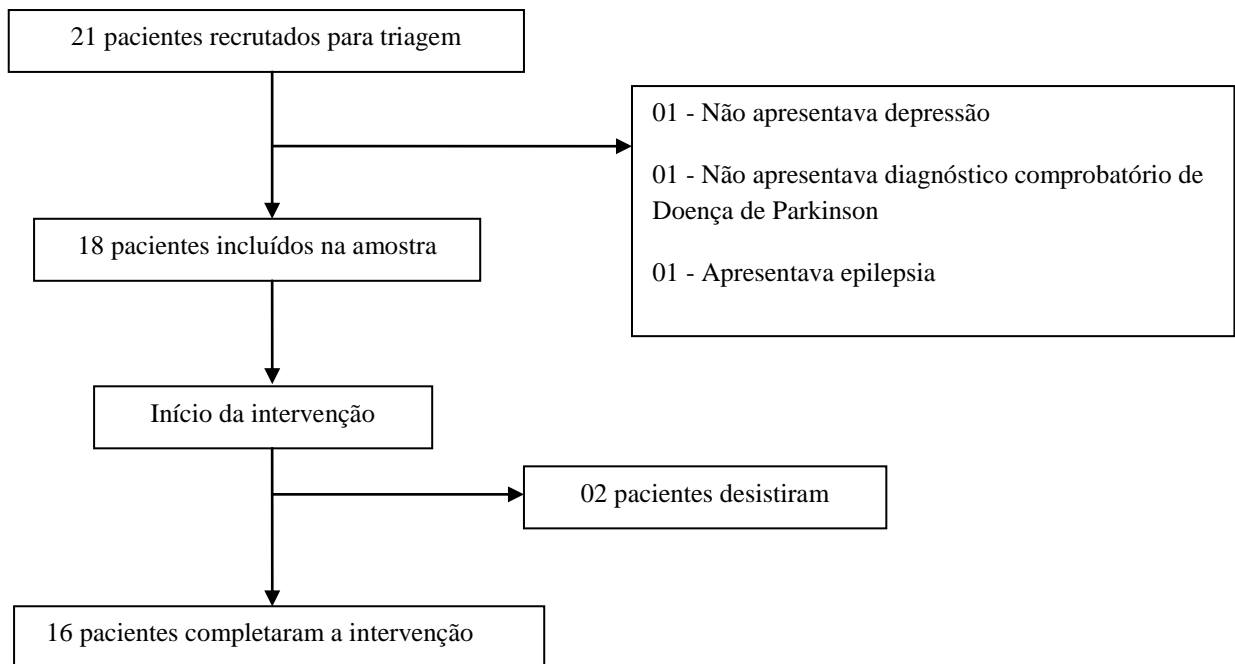 21 pacientes recrutados para triagem
01 - Não apresentava depressão
01 - Não apresentava diagnóstico comprobatório de
Doença de Parkinson
01 - Apresentava epilepsia
18 pacientes incluídos na amostra
Início da intervenção
02 pacientes desistiram
16 pacientes completaram a intervenção